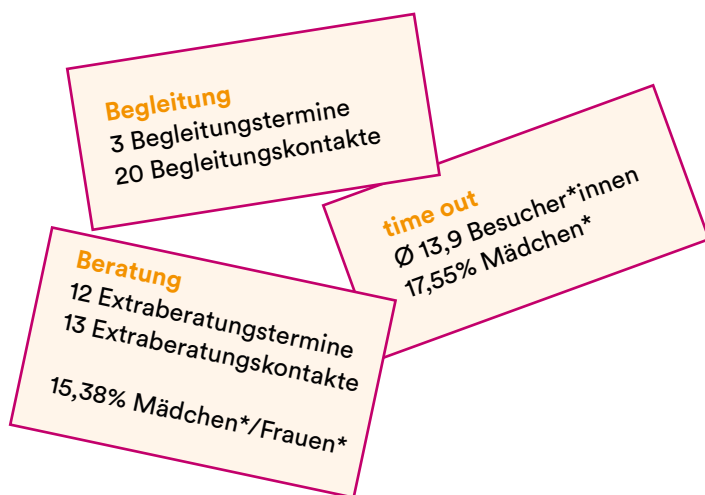 Begleitung
3 Begleitungstermine
20 Begleitungskontakte
time out
Ø 13,9 Besucher*innen
17,55% Mädchen*
Beratung
12 Extraberatungstermine
13 Extraberatungskontakte
15,38% Mädchen*/Frauen*